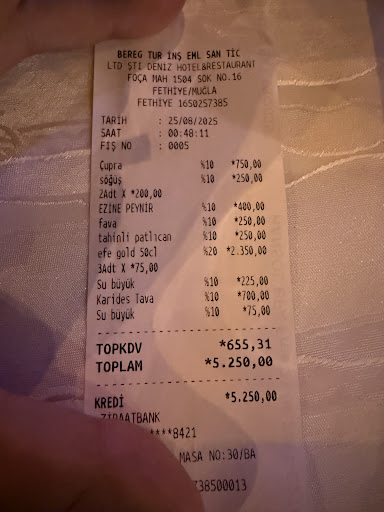 BEREG TUR İNŞ EML SAN TİC
LTD ŞTİ DENİZ HOTEL&RESTAURANT
FOÇA MAH 1504 SOK NO.16
FETHİYE/MUĞLA
FETHİYE 1650257385
TARİH : 25/08/2025
SAAT : 00:48:11
FİŞ NO : 0005
Çupra %10 *750,00
söğüş %10 *250,00
2Adt X *200,00
EZİNE PEYNİR %10 *400,00
fava %10 *250,00
tahinli patlıcan %10 *250,00
efe gold 50cl %20 *2.350,00
3Adt X *75,00
Su büyük %10 *225,00
Karides Tava %10 *700,00
Su büyük %10 *75,00
TOPKDV *655,31
TOPLAM *5.250,00
KREDİ *5.250,00
ZİRAATBANK
****8421
MASA NO:30/BA
38500013